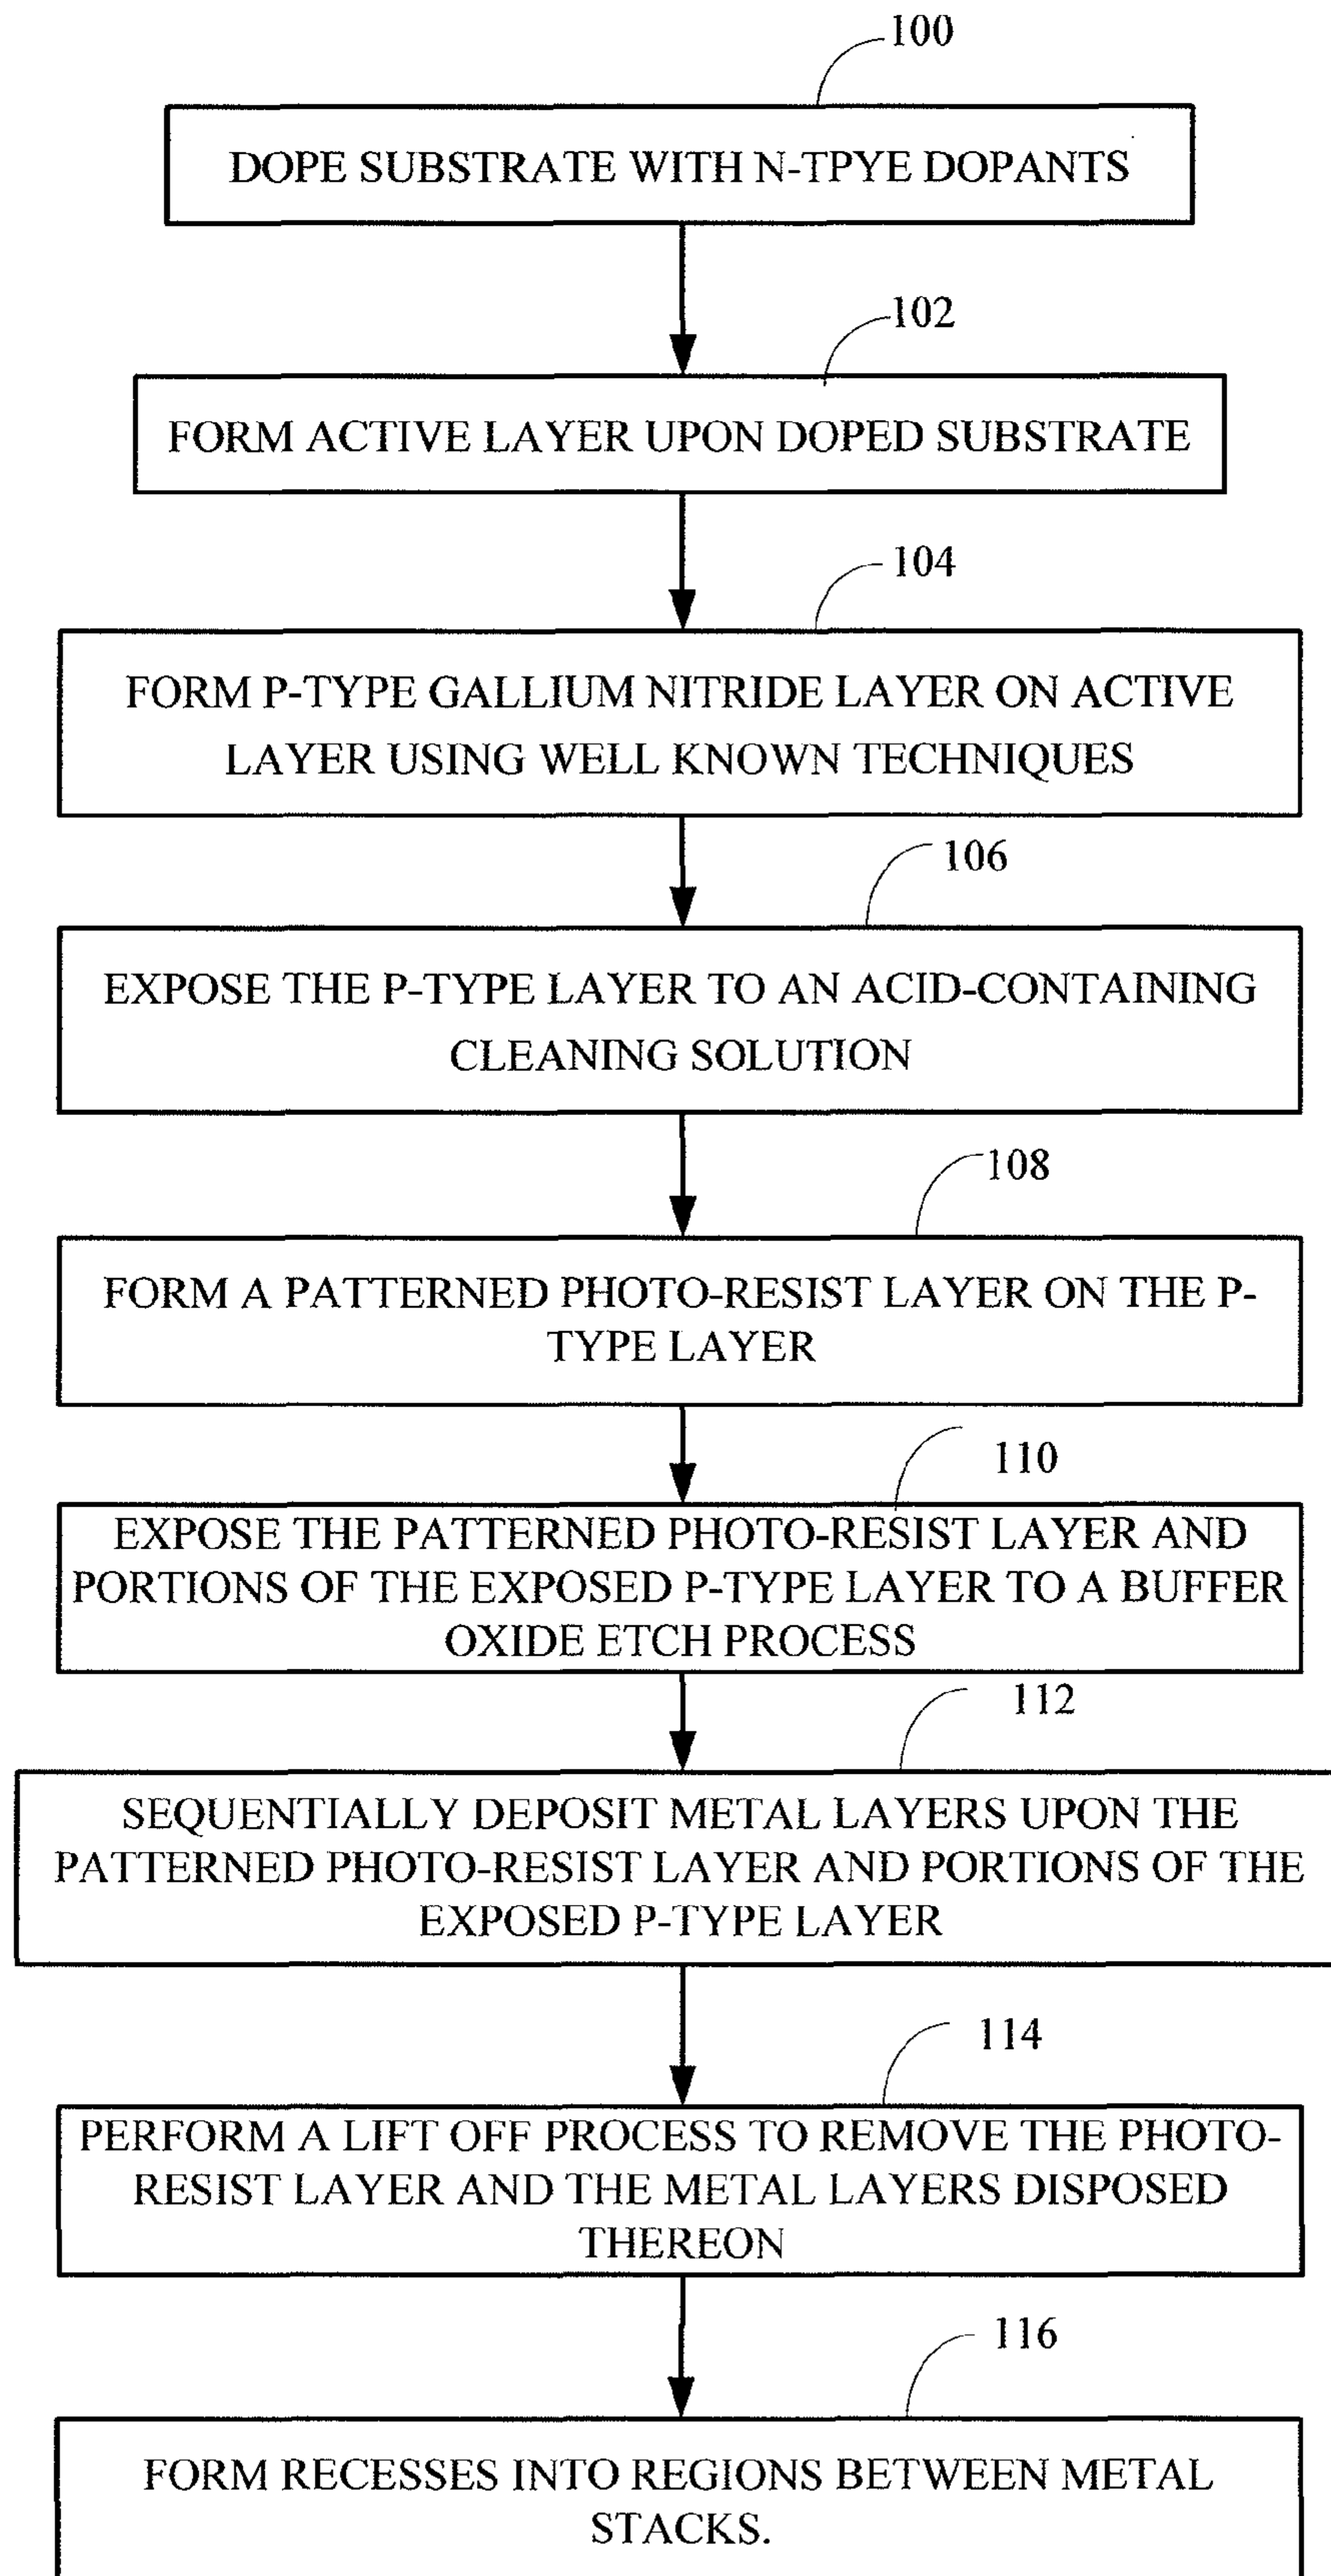 100
DOPE SUBSTRATE WITH N-TPYE DOPANTS
102
FORM ACTIVE LAYER UPON DOPED SUBSTRATE
104
FORM P-TYPE GALLIUM NITRIDE LAYER ON ACTIVE
LAYER USING WELL KNOWN TECHNIQUES
106
EXPOSE THE P-TYPE LAYER TO AN ACID-CONTAINING
CLEANING SOLUTION
108
FORM A PATTERNED PHOTO-RESIST LAYER ON THE P-
TYPE LAYER
110
EXPOSE THE PATTERNED PHOTO-RESIST LAYER AND
PORTIONS OF THE EXPOSED P-TYPE LAYER TO A BUFFER
OXIDE ETCH PROCESS
112
SEQUENTIALLY DEPOSIT METAL LAYERS UPON THE
PATTERNED PHOTO-RESIST LAYER AND PORTIONS OF THE
EXPOSED P-TYPE LAYER
114
PERFORM A LIFT OFF PROCESS TO REMOVE THE PHOTO-
RESIST LAYER AND THE METAL LAYERS DISPOSED
THEREON
116
FORM RECESSES INTO REGIONS BETWEEN METAL
STACKS.